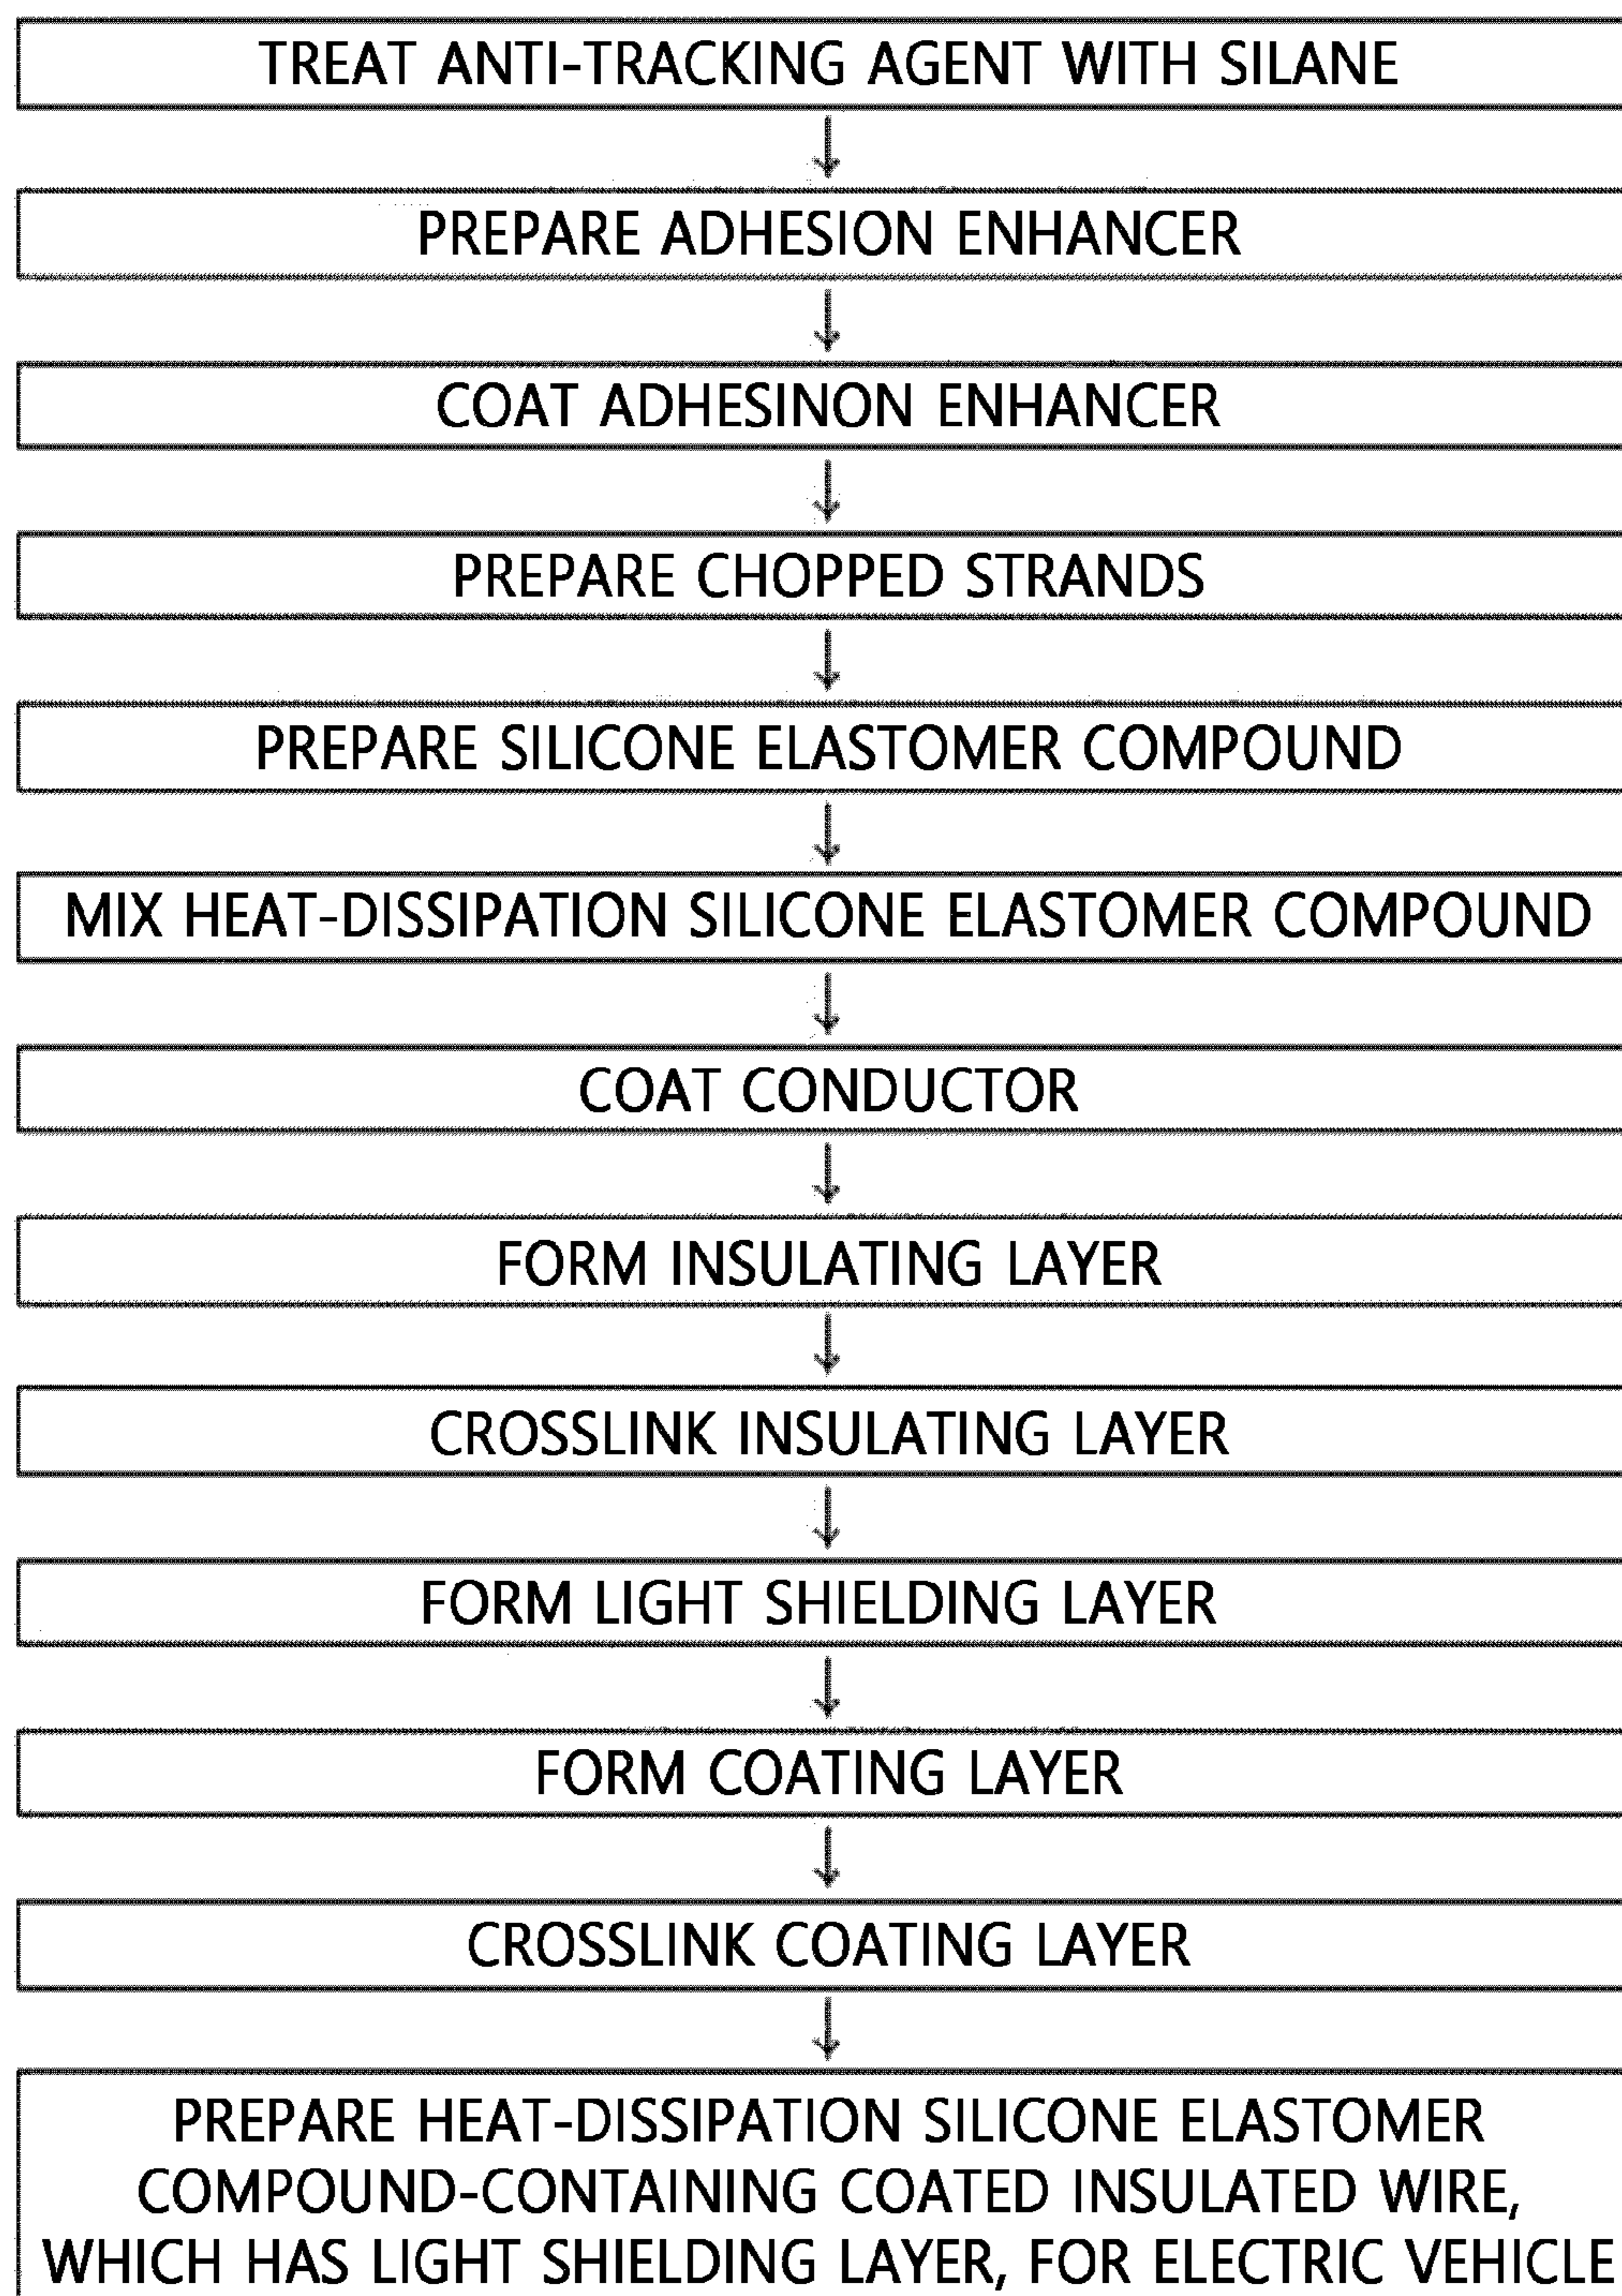 TREAT ANTI-TRACKING AGENT WITH SILANE
PREPARE ADHESION ENHANCER
COAT ADHESINON ENHANCER
PREPARE CHOPPED STRANDS
PREPARE SILICONE ELASTOMER COMPOUND
MIX HEAT-DISSIPATION SILICONE ELASTOMER COMPOUND
COAT CONDUCTOR
FORM INSULATING LAYER
CROSSLINK INSULATING LAYER
FORM LIGHT SHIELDING LAYER
FORM COATING LAYER
CROSSLINK COATING LAYER
PREPARE HEAT-DISSIPATION SILICONE ELASTOMER
COMPOUND-CONTAINING COATED INSULATED WIRE,
WHICH HAS LIGHT SHIELDING LAYER, FOR ELECTRIC VEHICLE